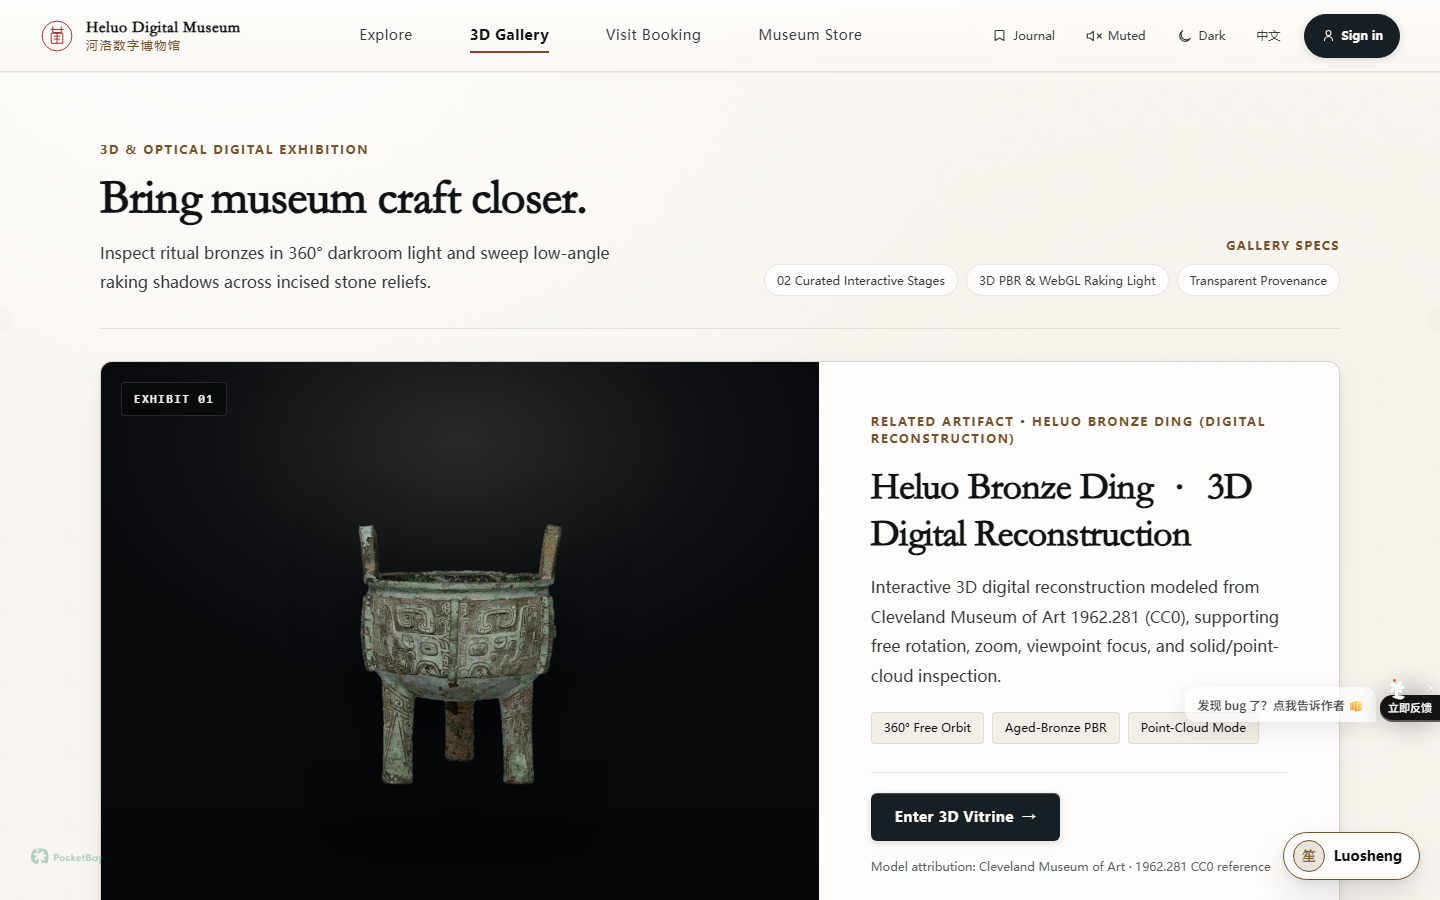 Heluo Digital Museum
河洛数字博物馆
Explore
3D Gallery
Visit Booking
Museum Store
Journal
Muted
Dark
中文
Sign in
3D & OPTICAL DIGITAL EXHIBITION
Bring museum craft closer.
Inspect ritual bronzes in 360° darkroom light and sweep low-angle
raking shadows across incised stone reliefs.
GALLERY SPECS
02 Curated Interactive Stages
3D PBR & WebGL Raking Light
Transparent Provenance
EXHIBIT 01
RELATED ARTIFACT • HELUO BRONZE DING (DIGITAL
RECONSTRUCTION)
Heluo Bronze Ding · 3D
Digital Reconstruction
Interactive 3D digital reconstruction modeled from
Cleveland Museum of Art 1962.281 (CC0), supporting
free rotation, zoom, viewpoint focus, and solid/point-
cloud inspection.
发现 bug 了？点我告诉作者 👊
立即反馈
360° Free Orbit
Aged-Bronze PBR
Point-Cloud Mode
Enter 3D Vitrine →
Model attribution: Cleveland Museum of Art · 1962.281 CC0 reference
笙
Luosheng
PocketBay